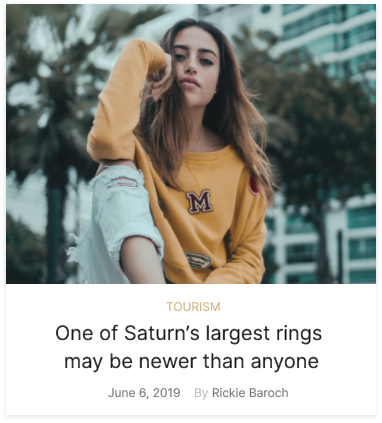 M
TOURISM
One of Saturn’s largest rings
may be newer than anyone
June 6, 2019 By Rickie Baroch